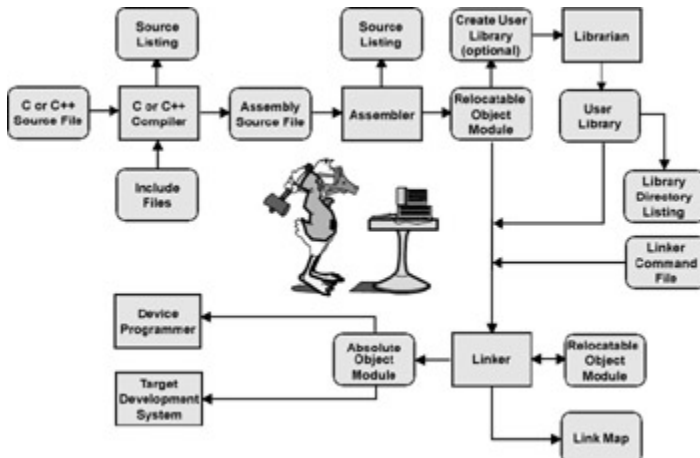 Source
Listing
Source
Listing
Create User
Library
(optional)
Librarian
C or C++
Source File
C or C++
Compiler
Assembly
Source File
Assembler
Relocatable
Object
Module
User
Library
Include
Files
Library
Directory
Listing
Linker
Command
File
Device
Programmer
Absolute
Object
Module
Linker
Relocatable
Object
Module
Target
Development
System
Link Map